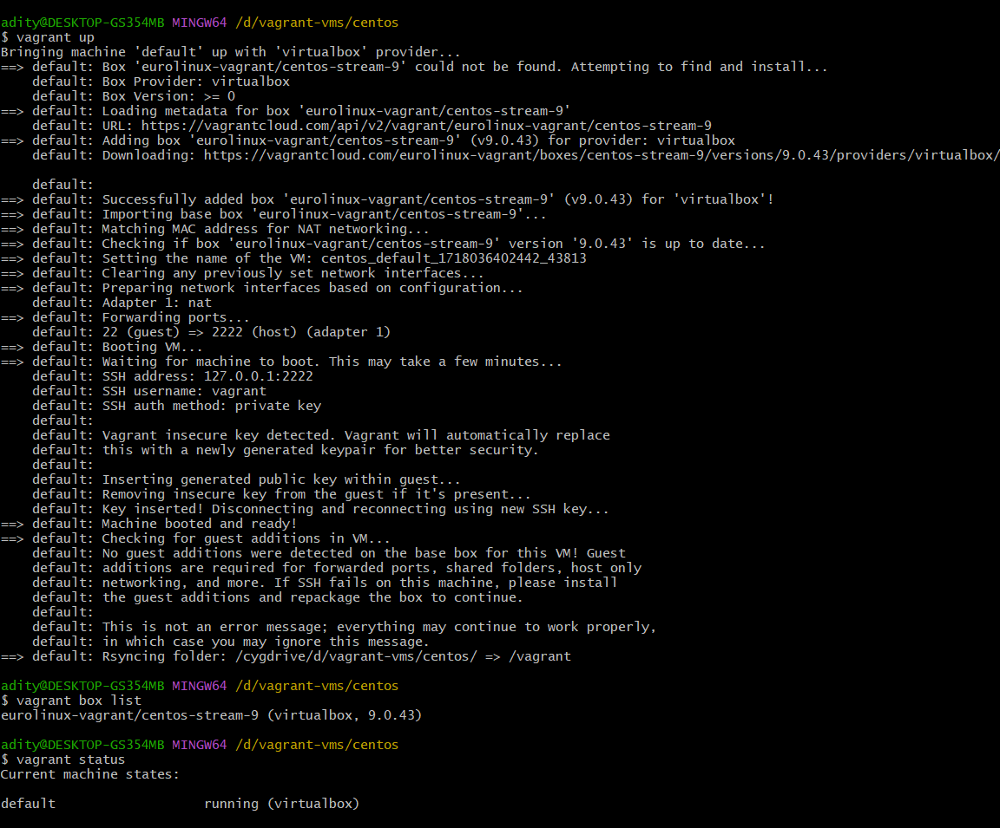 adity@DESKTOP-GS354MB MINGW64 /d/vagrant-vms/centos
$ vagrant up
Bringing machine 'default' up with 'virtualbox' provider...
==> default: Box 'eurolinux-vagrant/centos-stream-9' could not be found. Attempting to find and install...
    default: Box Provider: virtualbox
    default: Box Version: >= 0
==> default: Loading metadata for box 'eurolinux-vagrant/centos-stream-9'
    default: URL: https://vagrantcloud.com/api/v2/vagrant/eurolinux-vagrant/centos-stream-9
==> default: Adding box 'eurolinux-vagrant/centos-stream-9' (v9.0.43) for provider: virtualbox
    default: Downloading: https://vagrantcloud.com/eurolinux-vagrant/boxes/centos-stream-9/versions/9.0.43/providers/virtualbox/
    default:
==> default: Successfully added box 'eurolinux-vagrant/centos-stream-9' (v9.0.43) for 'virtualbox'!
==> default: Importing base box 'eurolinux-vagrant/centos-stream-9'...
==> default: Matching MAC address for NAT networking...
==> default: Checking if box 'eurolinux-vagrant/centos-stream-9' version '9.0.43' is up to date...
==> default: Setting the name of the VM: centos_default_1718036402442_43813
==> default: Clearing any previously set network interfaces...
==> default: Preparing network interfaces based on configuration...
    default: Adapter 1: nat
==> default: Forwarding ports...
    default: 22 (guest) => 2222 (host) (adapter 1)
==> default: Booting VM...
==> default: Waiting for machine to boot. This may take a few minutes...
    default: SSH address: 127.0.0.1:2222
    default: SSH username: vagrant
    default: SSH auth method: private key
    default:
    default: Vagrant insecure key detected. Vagrant will automatically replace
    default: this with a newly generated keypair for better security.
    default:
    default: Inserting generated public key within guest...
    default: Removing insecure key from the guest if it's present...
    default: Key inserted! Disconnecting and reconnecting using new SSH key...
==> default: Machine booted and ready!
==> default: Checking for guest additions in VM...
    default: No guest additions were detected on the base box for this VM! Guest
    default: additions are required for forwarded ports, shared folders, host only
    default: networking, and more. If SSH fails on this machine, please install
    default: the guest additions and repackage the box to continue.
    default:
    default: This is not an error message; everything may continue to work properly,
    default: in which case you may ignore this message.
==> default: Rsyncing folder: /cygdrive/d/vagrant-vms/centos/ => /vagrant
adity@DESKTOP-GS354MB MINGW64 /d/vagrant-vms/centos
$ vagrant box list
eurolinux-vagrant/centos-stream-9 (virtualbox, 9.0.43)
adity@DESKTOP-GS354MB MINGW64 /d/vagrant-vms/centos
$ vagrant status
Current machine states:
default                   running (virtualbox)